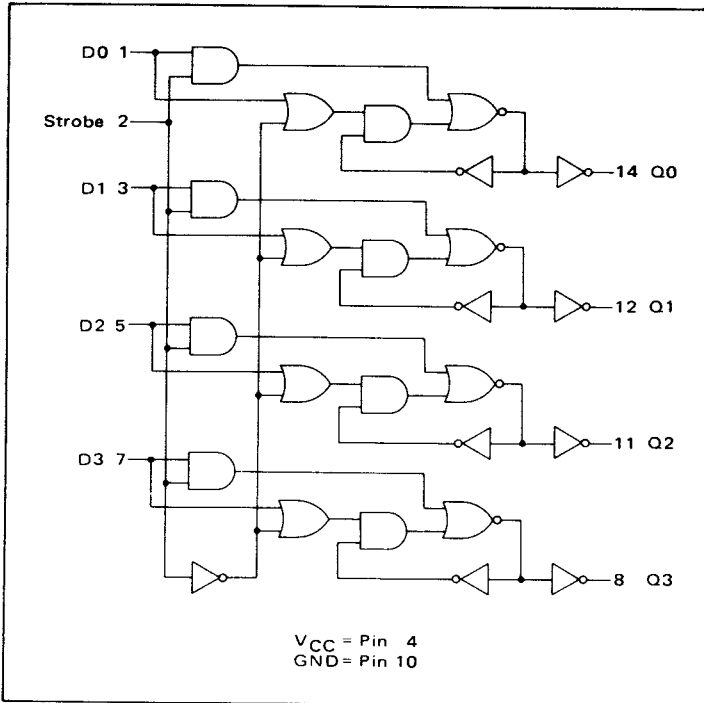 D0 1
Strobe 2
14 Q0
D1 3
12 Q1
D2 5
11 Q2
D3 7
8 Q3
VCC = Pin 4
GND = Pin 10